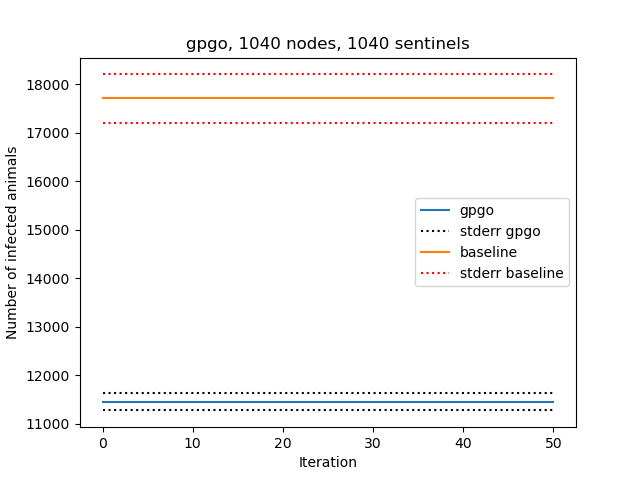 gpgo, 1040 nodes, 1040 sentinels
18000
17000
16000
15000
14000
13000
12000
11000
Number of infected animals
gpgo
stderr gpgo
baseline
stderr baseline
0 10 20 30 40 50
Iteration